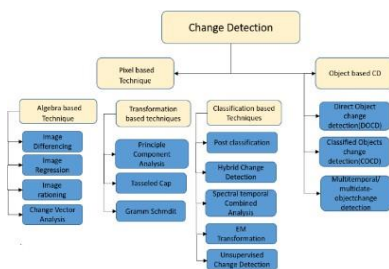 Change Detection
Pixel based
Technique
Object based CD
Algebra based
Technique
Image
Differencing
Image
Regression
Image
rationing
Change Vector
Analysis
Transformation
based techniques
Principle
Component
Analysis
Tasseled Cap
Gramm Schmdit
Classification based
Techniques
Post classification
Hybrid Change
Detection
Spectral temporal
Combined
Analysis
EM
Transformation
Unsupervised
Change Detection
Direct Object
change
detection(DOCD)
Classified Objects
change
detection (COCD)
Multitemporal/
multidate-
objectchange
detection